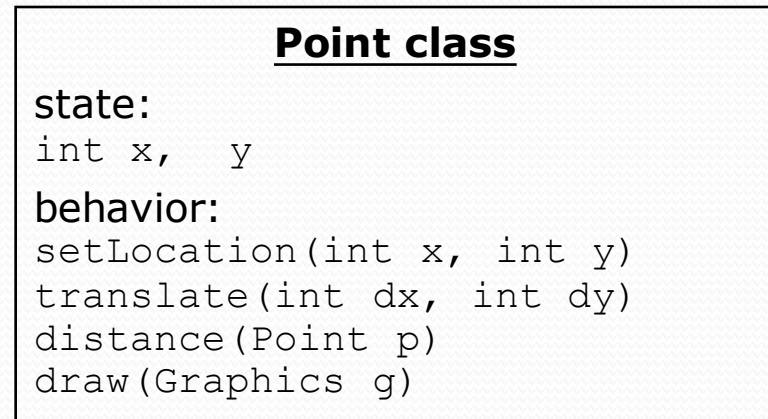 Point class
state:
int x,  y
behavior:
setLocation(int x, int y)
translate(int dx, int dy)
distance(Point p)
draw(Graphics g)